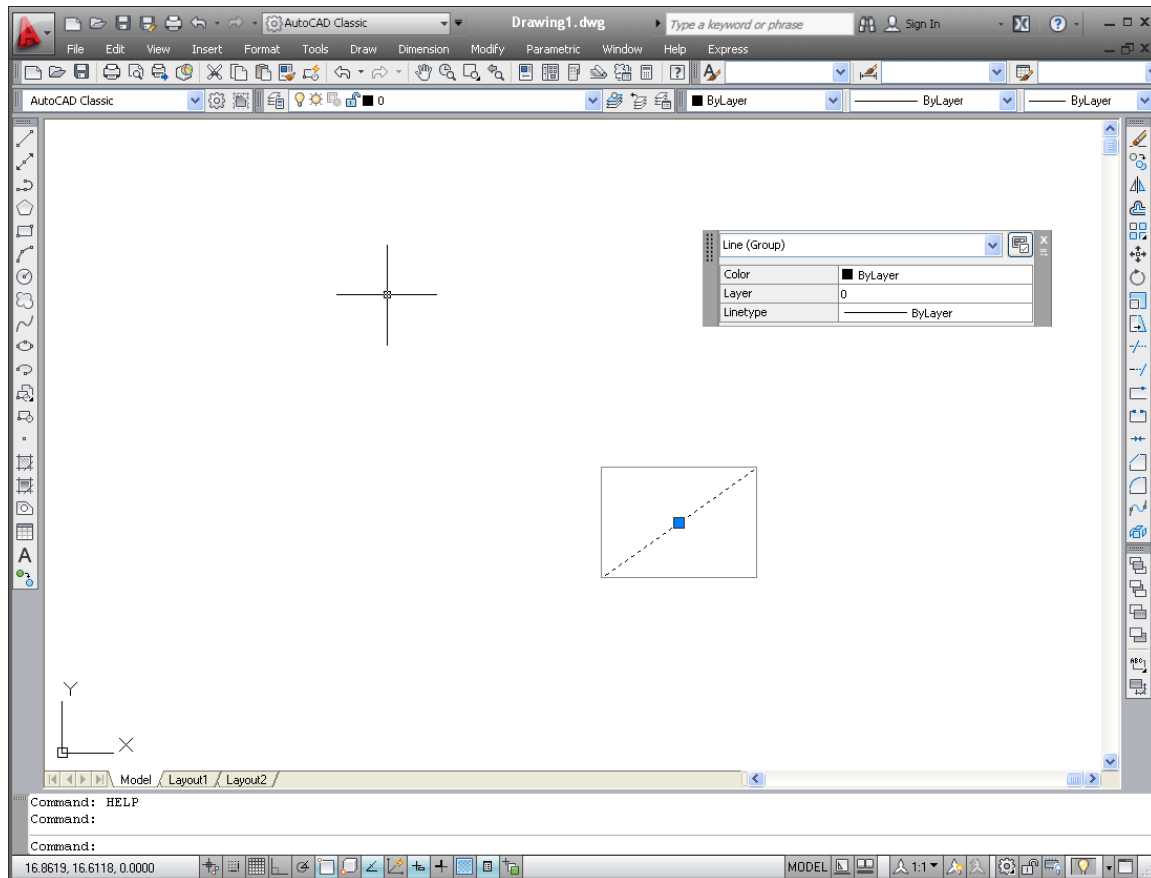 AutoCAD Classic Drawing1.dwg Type a keyword or phrase Sign In
File Edit View Insert Format Tools Draw Dimension Modify Parametric Window Help Express
AutoCAD Classic 0 ByLayer ByLayer ByLayer
Line (Group)
Color ByLayer
Layer 0
Linetype ByLayer
A
ABC
Y
X
Model Layout1 Layout2
Command: HELP
Command:
Command:
16.8619, 16.6118, 0.0000 MODEL 1:1